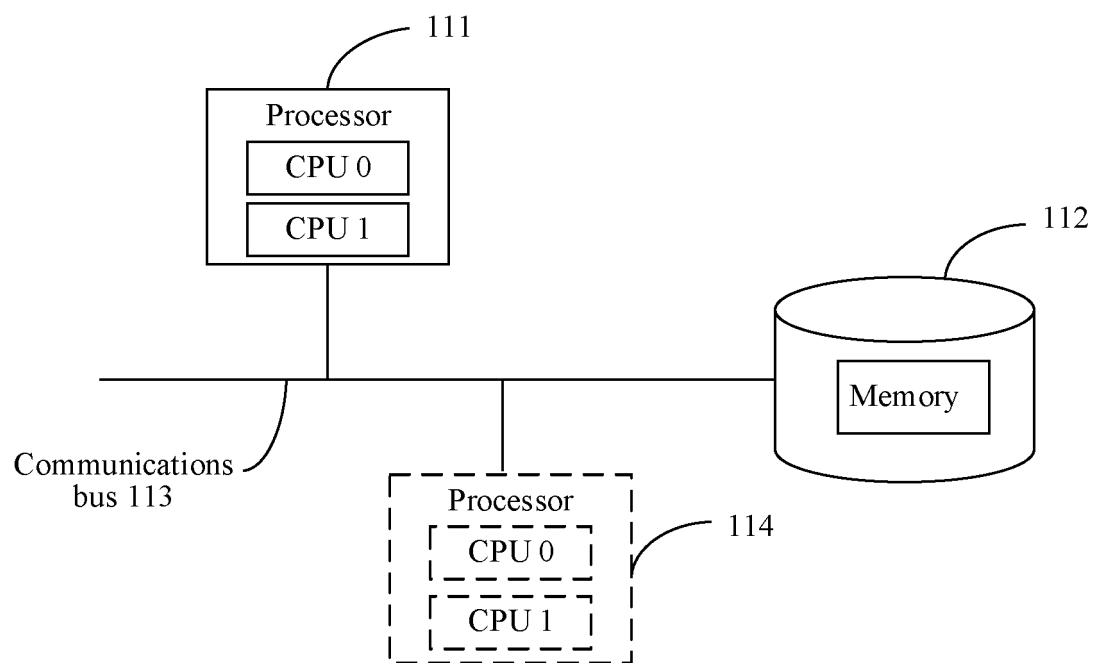 111
Processor
CPU 0
CPU 1
112
Memory
Communications
bus 113
Processor
CPU 0
CPU 1
114